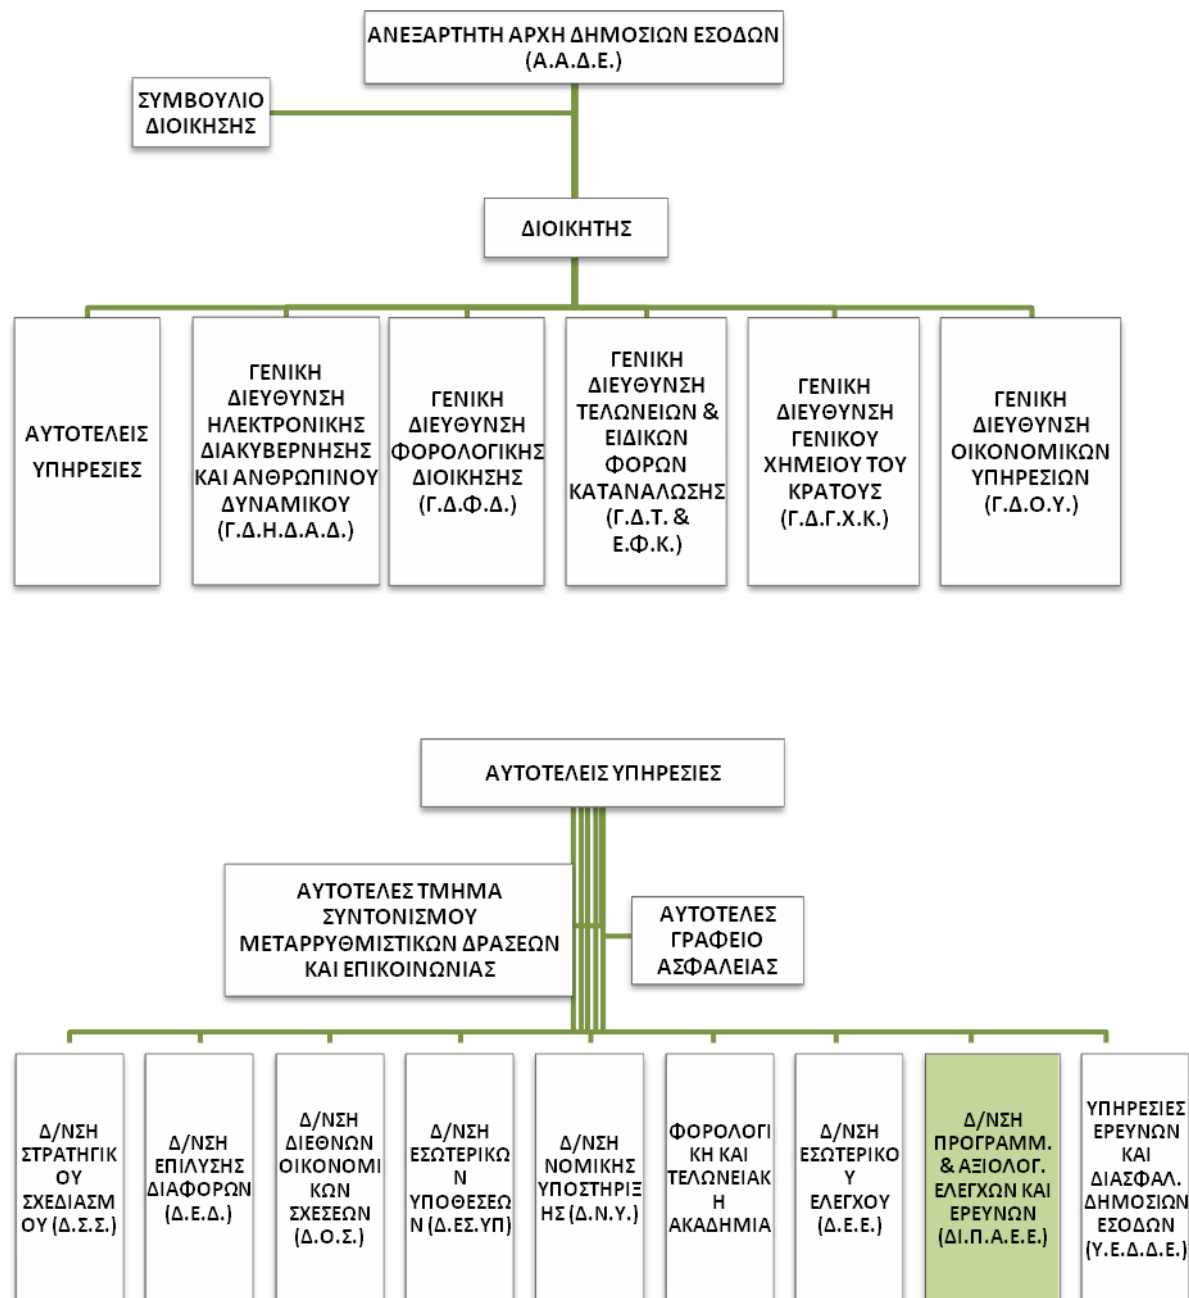 ΑΝΕΞΑΡΤΗΤΗ ΑΡΧΗ ΔΗΜΟΣΙΩΝ ΕΣΟΔΩΝ
(Α.Α.Δ.Ε.)
ΣΥΜΒΟΥΛΙΟ
ΔΙΟΙΚΗΣΗΣ
ΔΙΟΙΚΗΤΗΣ
ΑΥΤΟΤΕΛΕΙΣ
ΥΠΗΡΕΣΙΕΣ
ΓΕΝΙΚΗ
ΔΙΕΥΘΥΝΣΗ
ΗΛΕΚΤΡΟΝΙΚΗΣ
ΔΙΑΚΥΒΕΡΝΗΣΗΣ
ΚΑΙ ΑΝΘΡΩΠΙΝΟΥ
ΔΥΝΑΜΙΚΟΥ
(Γ.Δ.Η.Δ.Α.Δ.)
ΓΕΝΙΚΗ
ΔΙΕΥΘΥΝΣΗ
ΦΟΡΟΛΟΓΙΚΗΣ
ΔΙΟΙΚΗΣΗΣ
(Γ.Δ.Φ.Δ.)
ΓΕΝΙΚΗ
ΔΙΕΥΘΥΝΣΗ
ΤΕΛΩΝΕΙΩΝ &
ΕΙΔΙΚΩΝ
ΦΟΡΩΝ
ΚΑΤΑΝΑΛΩΣΗΣ
(Γ.Δ.Τ. &
Ε.Φ.Κ.)
ΓΕΝΙΚΗ
ΔΙΕΥΘΥΝΣΗ
ΓΕΝΙΚΟΥ
ΧΗΜΕΙΟΥ ΤΟΥ
ΚΡΑΤΟΥΣ
(Γ.Δ.Γ.Χ.Κ.)
ΓΕΝΙΚΗ
ΔΙΕΥΘΥΝΣΗ
ΟΙΚΟΝΟΜΙΚΩΝ
ΥΠΗΡΕΣΙΩΝ
(Γ.Δ.Ο.Υ.)
ΑΥΤΟΤΕΛΕΙΣ ΥΠΗΡΕΣΙΕΣ
ΑΥΤΟΤΕΛΕΣ ΤΜΗΜΑ
ΣΥΝΤΟΝΙΣΜΟΥ
ΜΕΤΑΡΡΥΘΜΙΣΤΙΚΩΝ ΔΡΑΣΕΩΝ
ΚΑΙ ΕΠΙΚΟΙΝΩΝΙΑΣ
ΑΥΤΟΤΕΛΕΣ
ΓΡΑΦΕΙΟ
ΑΣΦΑΛΕΙΑΣ
Δ/ΝΣΗ
ΣΤΡΑΤΗΓΙΚ
ΟΥ
ΣΧΕΔΙΑΣΜ
ΟΥ (Δ.Σ.Σ.)
Δ/ΝΣΗ
ΕΠΙΛΥΣΗΣ
ΔΙΑΦΟΡΩΝ
(Δ.Ε.Δ.)
Δ/ΝΣΗ
ΔΙΕΘΝΩΝ
ΟΙΚΟΝΟΜΙ
ΚΩΝ
ΣΧΕΣΕΩΝ
(Δ.Ο.Σ.)
Δ/ΝΣΗ
ΕΣΩΤΕΡΙΚΩ
Ν
ΥΠΟΘΕΣΕΩ
Ν (Δ.ΕΣ.ΥΠ)
Δ/ΝΣΗ
ΝΟΜΙΚΗΣ
ΥΠΟΣΤΗΡΙΞ
ΗΣ (Δ.Ν.Υ.)
ΦΟΡΟΛΟΓΙ
ΚΗ ΚΑΙ
ΤΕΛΩΝΕΙΑΚ
Η
ΑΚΑΔΗΜΙΑ
Δ/ΝΣΗ
ΕΣΩΤΕΡΙΚΟ
Υ
ΕΛΕΓΧΟΥ
(Δ.Ε.Ε.)
Δ/ΝΣΗ
ΠΡΟΓΡΑΜΜ.
& ΑΞΙΟΛΟΓ.
ΕΛΕΓΧΩΝ ΚΑΙ
ΕΡΕΥΝΩΝ
(ΔΙ.Π.Α.Ε.Ε.)
ΥΠΗΡΕΣΙΕΣ
ΕΡΕΥΝΩΝ
ΚΑΙ
ΔΙΑΣΦΑΛ.
ΔΗΜΟΣΙΩΝ
ΕΣΟΔΩΝ
(Υ.Ε.Δ.Δ.Ε.)